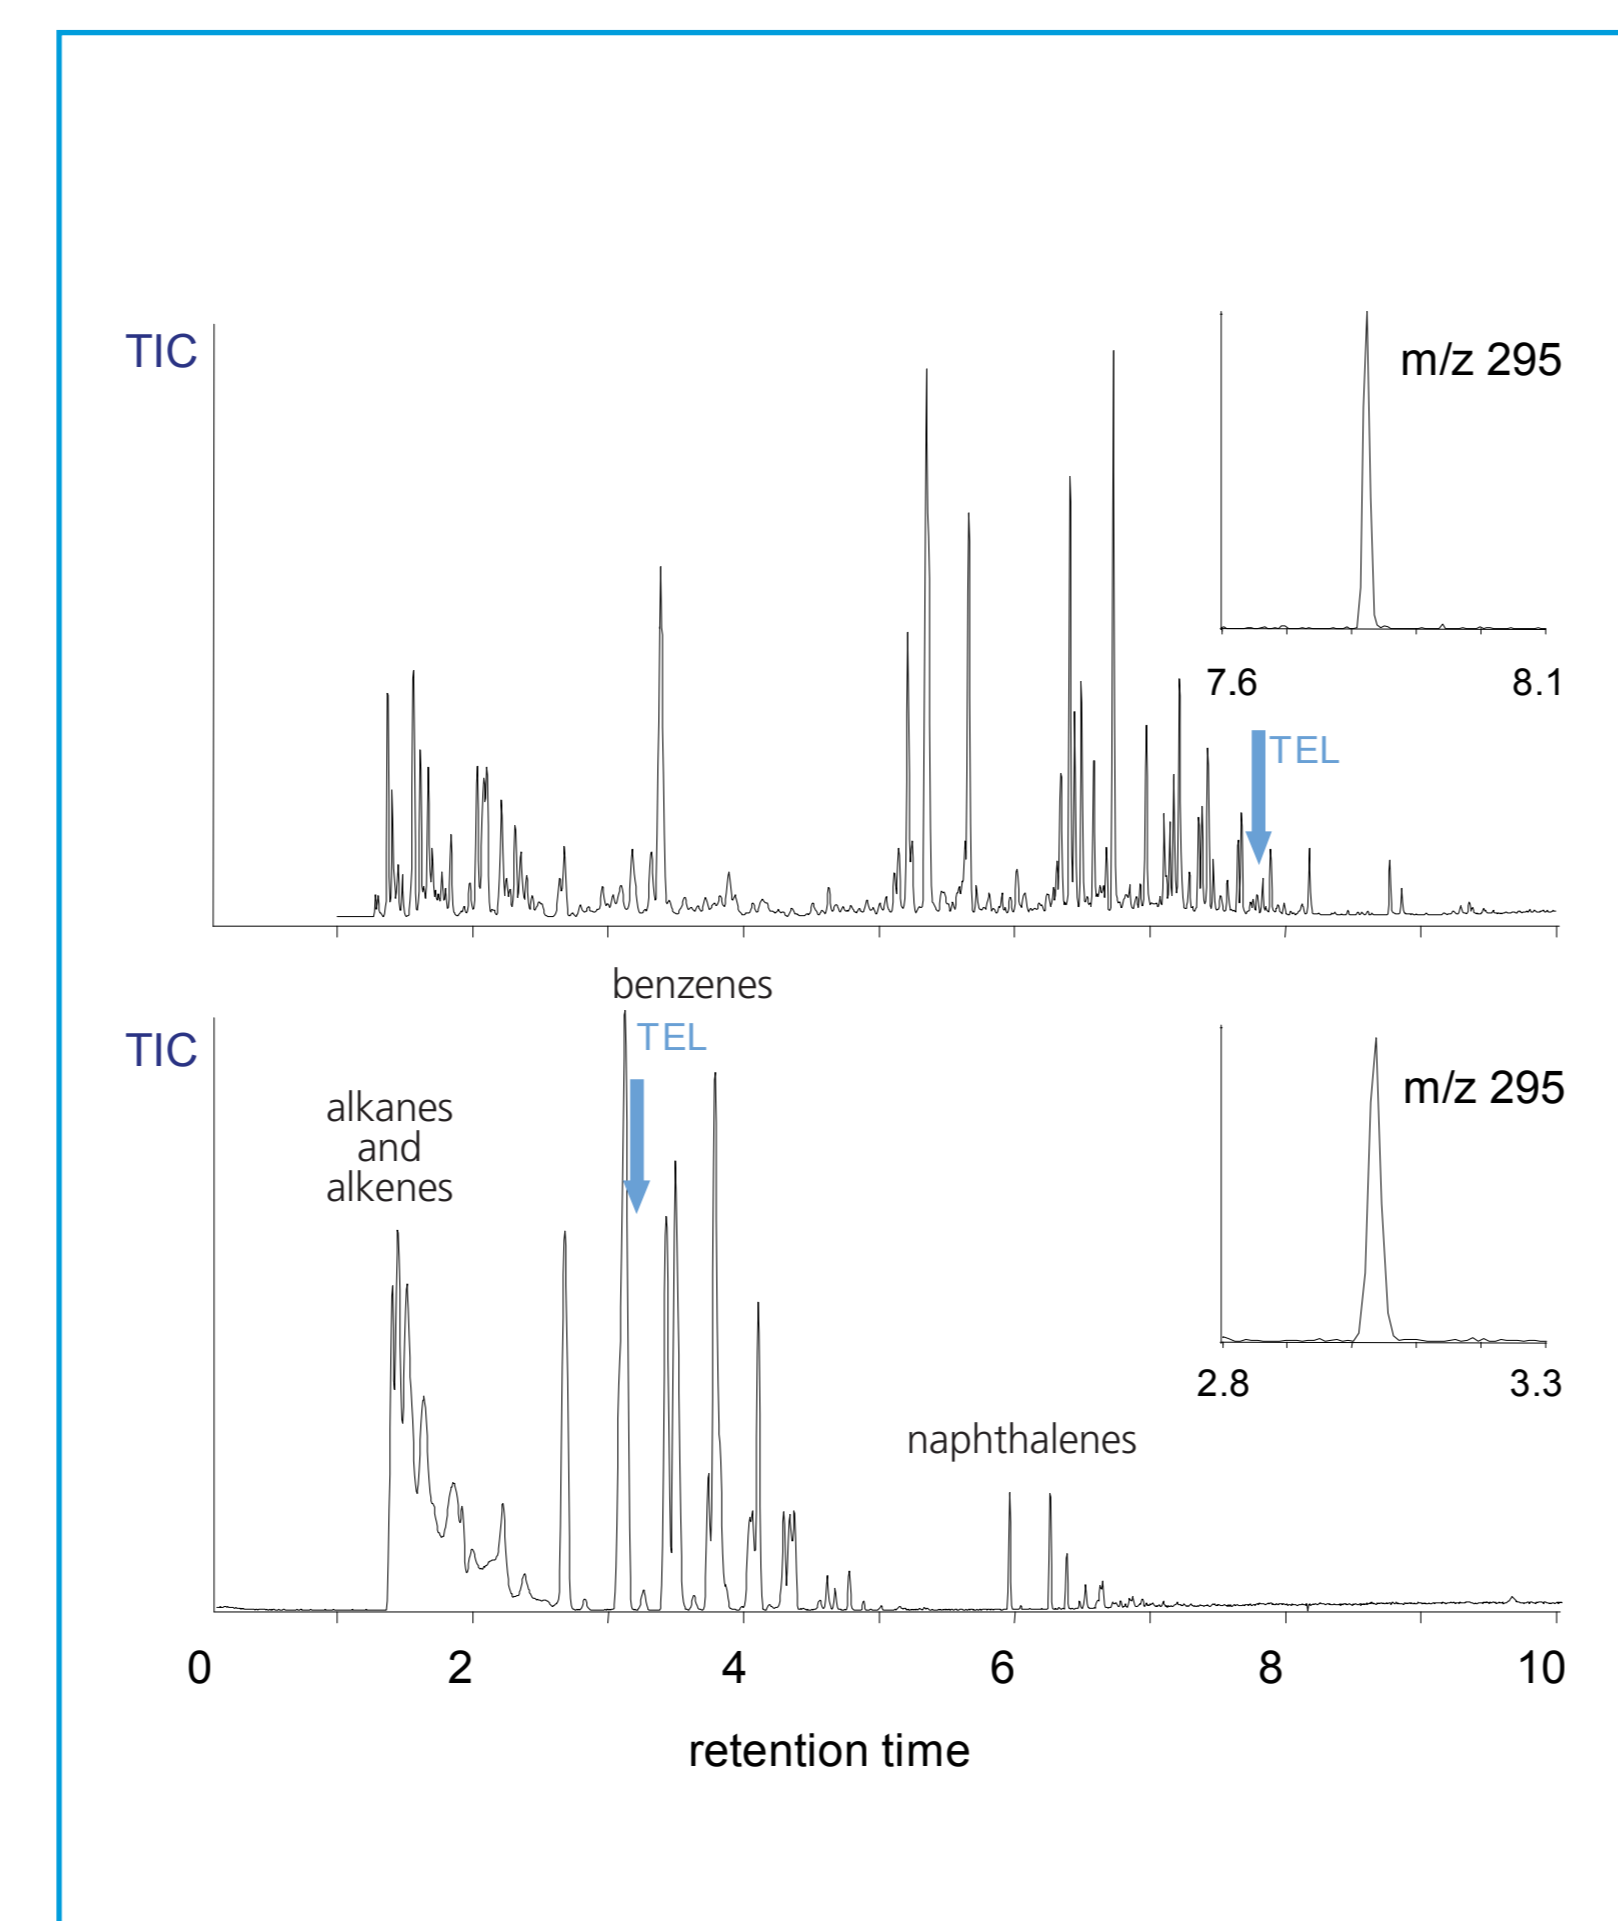 TIC
m/z 295
7.6
8.1
TEL
benzenes
TEL
TIC
m/z 295
alkanes
and
alkenes
2.8
3.3
naphthalenes
0 2 4 6 8 10
retention time